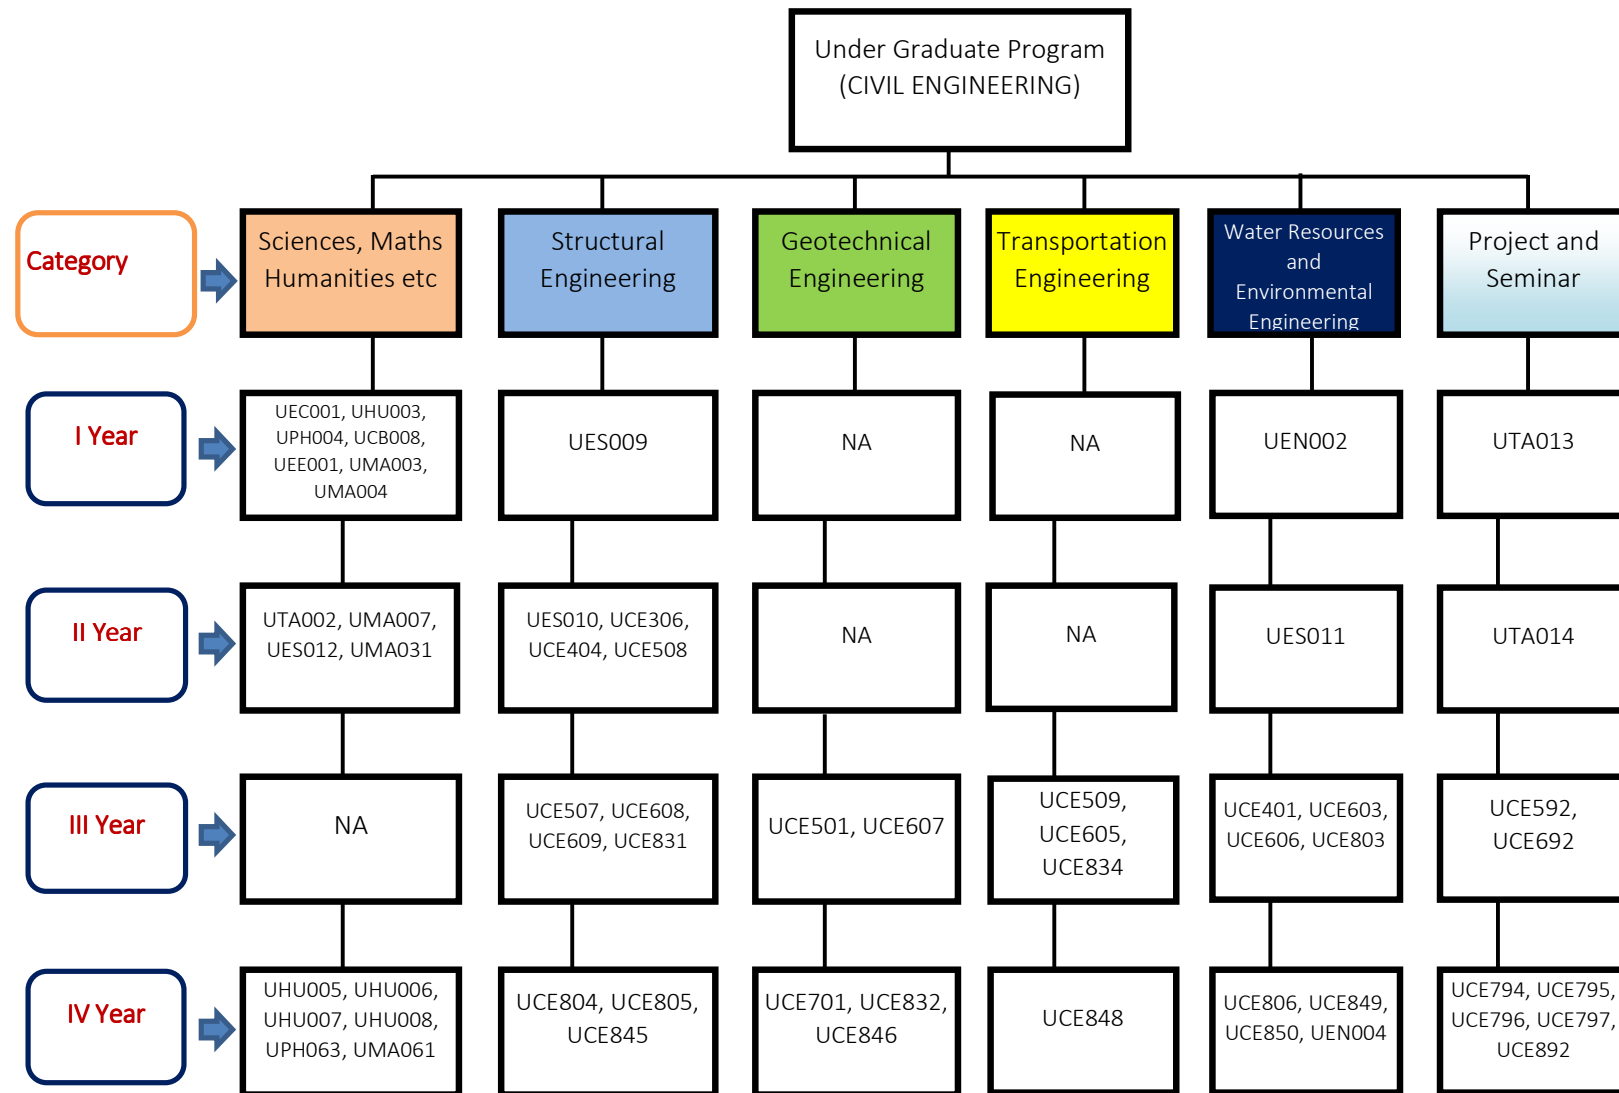 Under Graduate Program
(CIVIL ENGINEERING)
Category
Sciences, Maths
Humanities etc
Structural
Engineering
Geotechnical
Engineering
Transportation
Engineering
Water Resources
and
Environmental
Engineering
Project and
Seminar
I Year
UEC001, UHU003,
UPH004, UCB008,
UEE001, UMA003,
UMA004
UES009
NA
NA
UEN002
UTA013
II Year
UTA002, UMA007,
UES012, UMA031
UES010, UCE306,
UCE404, UCE508
NA
NA
UES011
UTA014
III Year
NA
UCE507, UCE608,
UCE609, UCE831
UCE501, UCE607
UCE509,
UCE605,
UCE834
UCE401, UCE603,
UCE606, UCE803
UCE592,
UCE692
IV Year
UHU005, UHU006,
UHU007, UHU008,
UPH063, UMA061
UCE804, UCE805,
UCE845
UCE701, UCE832,
UCE846
UCE848
UCE806, UCE849,
UCE850, UEN004
UCE794, UCE795,
UCE796, UCE797,
UCE892